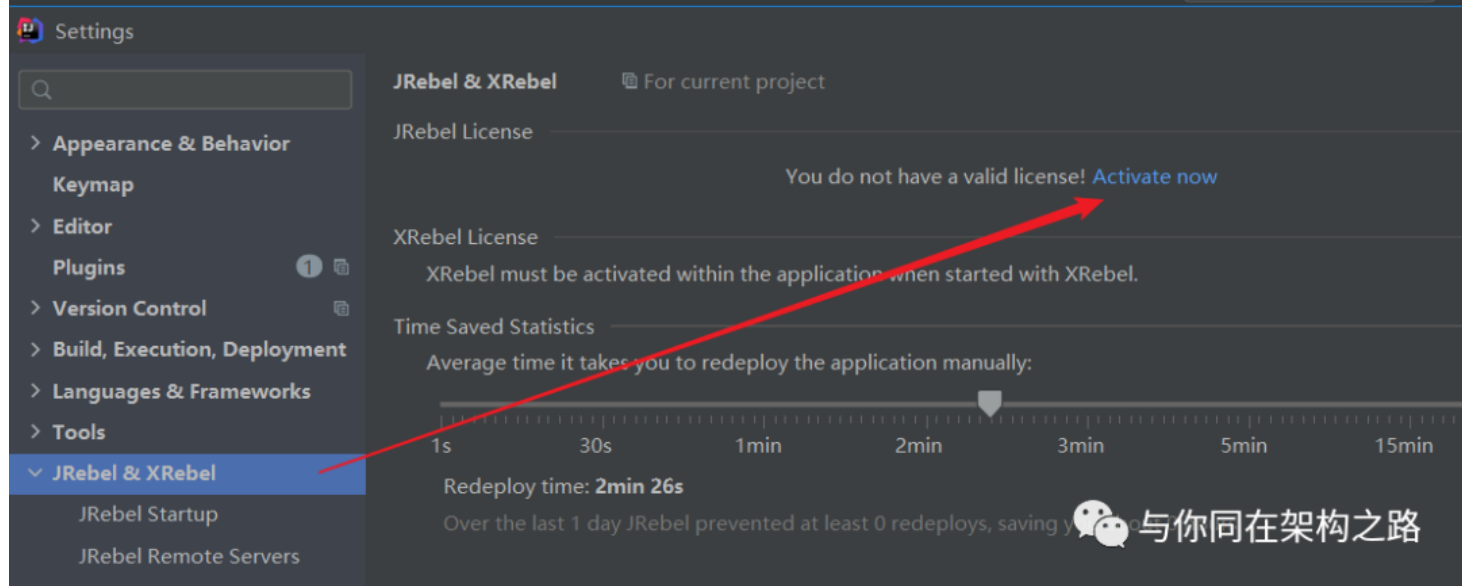 Settings
JRebel & XRebel
For current project
JRebel License
You do not have a valid license! Activate now
XRebel License
XRebel must be activated within the application when started with XRebel.
Time Saved Statistics
Average time it takes you to redeploy the application manually:
1s 30s 1min 2min 3min 5min 15min
Redeploy time: 2min 26s
Over the last 1 day JRebel prevented at least 0 redeploys, saving
Appearance & Behavior
Keymap
Editor
Plugins 1
Version Control
Build, Execution, Deployment
Languages & Frameworks
Tools
JRebel & XRebel
JRebel Startup
JRebel Remote Servers
与你同在架构之路